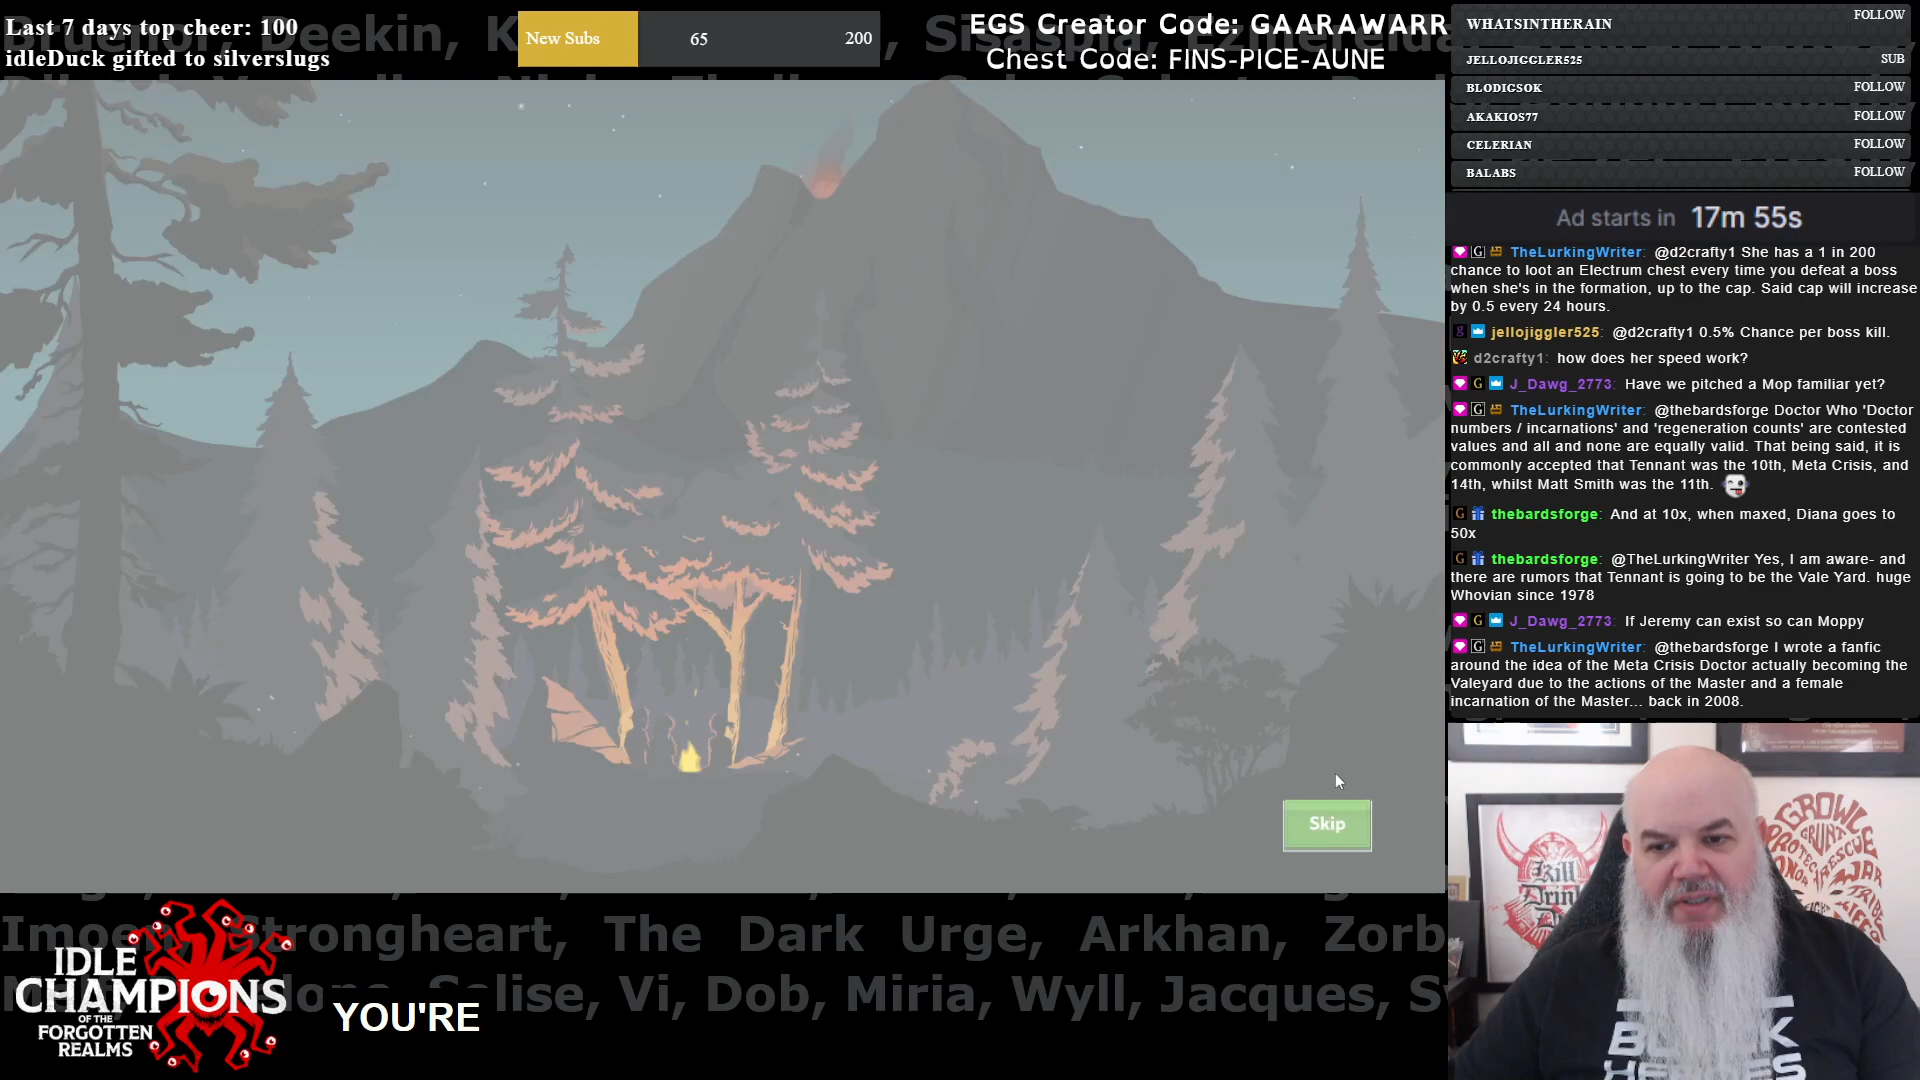 Last 7 days top cheer: 100
idleDuck gifted to silverslugs
New Subs
65
200
EGS Creator Code: GAARAWARR
Chest Code: FINS-PICE-AUNE
WHATSINTHERAIN FOLLOW
JELLOJIGGLER525 SUB
BLODIGSOK FOLLOW
AKAKIOS77 FOLLOW
CELERIAN FOLLOW
BALABS FOLLOW
Ad starts in 17m 55s
TheLurkingWriter: @d2crafty1 She has a 1 in 200
chance to loot an Electrum chest every time you defeat a boss
when she's in the formation, up to the cap. Said cap will increase
by 0.5 every 24 hours.
jellojiggler525: @d2crafty1 0.5% Chance per boss kill.
d2crafty1: how does her speed work?
J_Dawg_2773: Have we pitched a Mop familiar yet?
TheLurkingWriter: @thebardsforge Doctor Who 'Doctor
numbers / incarnations' and 'regeneration counts' are contested
values and all and none are equally valid. That being said, it is
commonly accepted that Tennant was the 10th, Meta Crisis, and
14th, whilst Matt Smith was the 11th.
thebardsforge: And at 10x, when maxed, Diana goes to
50x
thebardsforge: @TheLurkingWriter Yes, I am aware- and
there are rumors that Tennant is going to be the Vale Yard. huge
Whovian since 1978
J_Dawg_2773: If Jeremy can exist so can Moppy
TheLurkingWriter: @thebardsforge I wrote a fanfic
around the idea of the Meta Crisis Doctor actually becoming the
Valeyard due to the actions of the Master and a female
incarnation of the Master... back in 2008.
Skip
Strongheart, The Dark Urge, Arkhan, Zorb
Selise, Vi, Dob, Miria, Wyll, Jacques,
IDLE
CHAMPIONS
OF THE
FORGOTTEN
REALMS
YOU'RE
GROWL
GRUNT
PROTECT